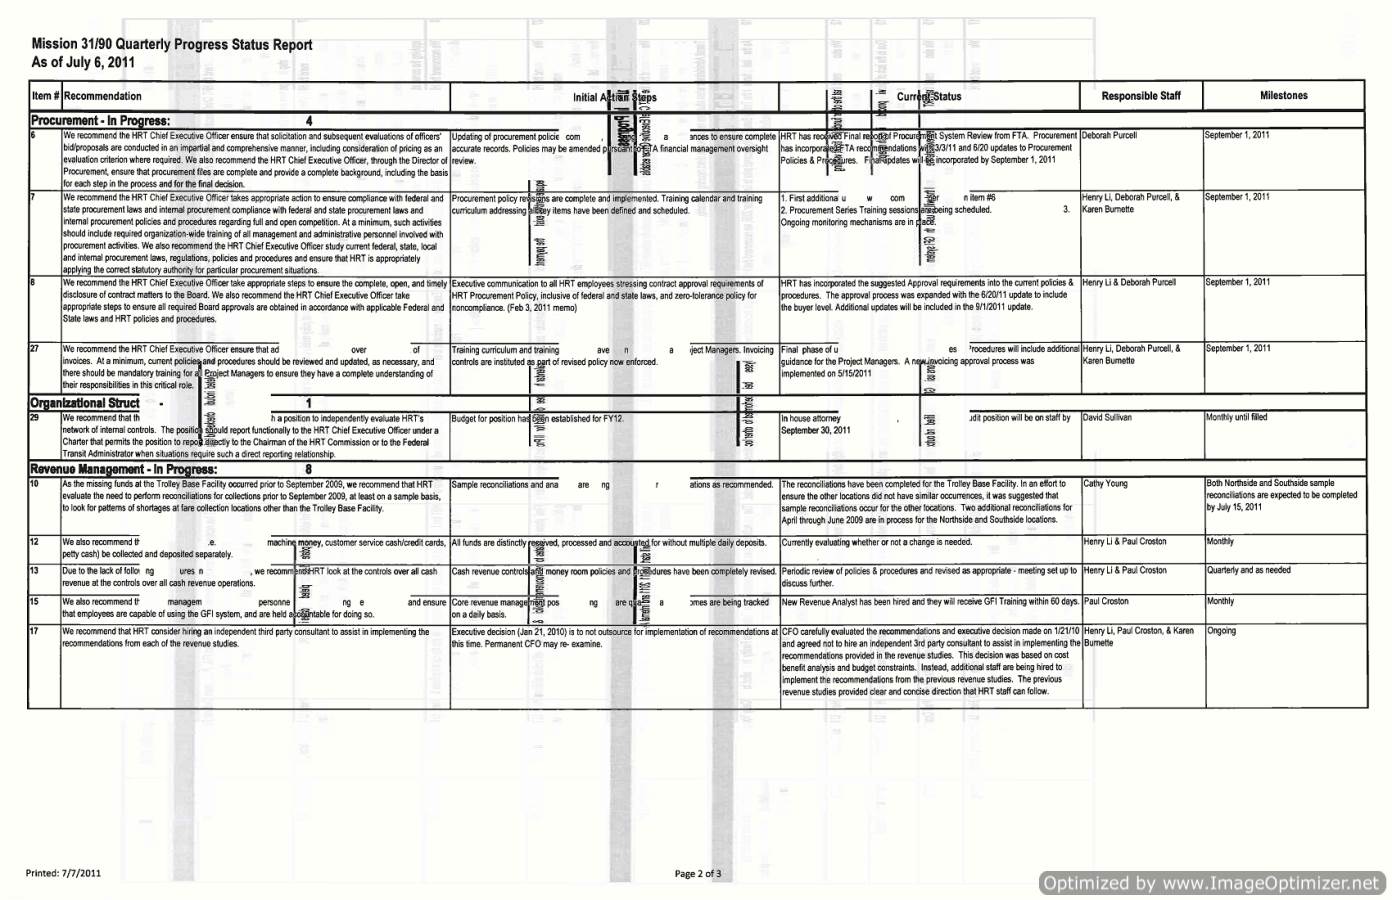 Mission 31/90 Quarterly Progress Status Report
As of July 6, 2011
Item # Recommendation Initial Action Steps Current Status Responsible Staff Milestones
Procurement - In Progress: 4
6
We recommend the HRT Chief Executive Officer ensure that solicitation and subsequent evaluations of officers'
bid/proposals are conducted in an impartial and comprehensive manner, including consideration of pricing as an
evaluation criterion where required. We also recommend the HRT Chief Executive Officer, through the Director of
Procurement, ensure that procurement files are complete and provide a complete background, including the basis
for each step in the process and for the final decision.
Updating of procurement to ensure complete
accurate records. Policies may be amended pursuant to FTA financial management oversight
review.
HRT has received Final report of Procurement System Review from FTA. Procurement
has incorporated FTA recommendations w/ 3/3/11 and 6/20 updates to Procurement
Policies & Procedures. Final updates will be incorporated by September 1, 2011
Deborah Purcell
September 1, 2011
7
We recommend the HRT Chief Executive Officer takes appropriate action to ensure compliance with federal and
state procurement laws and internal procurement compliance with federal and state procurement laws and
internal procurement policies and procedures regarding full and open competition. At a minimum, such activities
should include required organization-wide training of all management and administrative personnel involved with
procurement activities. We also recommend the HRT Chief Executive Officer study current federal, state, local
and internal procurement laws, regulations, policies and procedures and ensure that HRT is appropriately
applying the correct statutory authority for particular procurement situations.
Procurement policy revisions are complete and implemented. Training calendar and training
curriculum addressing all key items have been defined and scheduled.
1. First additional item #6
2. Procurement Series Training sessions are being scheduled. 3.
Ongoing monitoring mechanisms are in place.
Henry Li, Deborah Purcell, &
Karen Burnette
September 1, 2011
8
We recommend the HRT Chief Executive Officer take appropriate steps to ensure the complete, open, and timely
disclosure of contract matters to the Board. We also recommend the HRT Chief Executive Officer take
appropriate steps to ensure all required Board approvals are obtained in accordance with applicable Federal and
State laws and HRT policies and procedures.
Executive communication to all HRT employees stressing contract approval requirements of
HRT Procurement Policy, inclusive of federal and state laws, and zero-tolerance policy for
noncompliance. (Feb 3, 2011 memo)
HRT has incorporated the suggested Approval requirements into the current policies &
procedures. The approval process was expanded with the 6/20/11 update to include
the buyer level. Additional updates will be included in the 9/1/2011 update.
Henry Li & Deborah Purcell
September 1, 2011
27
We recommend the HRT Chief Executive Officer ensure that over of
invoices. At a minimum, current policies and procedures should be reviewed and updated, as necessary, and
there should be mandatory training for all Project Managers to ensure they have a complete understanding of
their responsibilities in this critical role.
Training curriculum and training Managers. Invoicing
controls are instituted as part of revised policy now enforced.
Final phase of Procedures will include additional
guidance for the Project Managers. A new invoicing approval process was
implemented on 5/15/2011
Henry Li, Deborah Purcell, &
Karen Burnette
September 1, 2011
Organizational Struct - 1
29
We recommend that a position to independently evaluate HRT's
network of internal controls. The position should report functionally to the HRT Chief Executive Officer under a
Charter that permits the position to report directly to the Chairman of the HRT Commission or to the Federal
Transit Administrator when situations require such a direct reporting relationship.
Budget for position has been established for FY12.
In house attorney position will be on staff by
September 30, 2011
David Sullivan
Monthly until filled
Revenue Management - In Progress: 8
10
As the missing funds at the Trolley Base Facility occurred prior to September 2009, we recommend that HRT
evaluate the need to perform reconciliations for collections prior to September 2009, at least on a sample basis,
to look for patterns of shortages at fare collection locations other than the Trolley Base Facility.
Sample reconciliations and are as recommended.
The reconciliations have been completed for the Trolley Base Facility. In an effort to
ensure the other locations did not have similar occurrences, it was suggested that
sample reconciliations occur for the other locations. Two additional reconciliations for
April through June 2009 are in process for the Northside and Southside locations.
Cathy Young
Both Northside and Southside sample
reconciliations are expected to be completed
by July 15, 2011
12
We also recommend machine money, customer service cash/credit cards,
petty cash) be collected and deposited separately.
All funds are distinctly received, processed and accounted for without multiple daily deposits.
Currently evaluating whether or not a change is needed.
Henry Li & Paul Croston
Monthly
13
Due to the lack of , we recommend HRT look at the controls over all cash
revenue at the controls over all cash revenue operations.
Cash revenue controls and money room policies and procedures have been completely revised.
Periodic review of policies & procedures and revised as appropriate - meeting set up to
discuss further.
Henry Li & Paul Croston
Quarterly and as needed
15
We also recommend and ensure
that employees are capable of using the GFI system, and are held accountable for doing so.
Core revenue management are being tracked
on a daily basis.
New Revenue Analyst has been hired and they will receive GFI Training within 60 days.
Paul Croston
Monthly
17
We recommend that HRT consider hiring an independent third party consultant to assist in implementing the
recommendations from each of the revenue studies.
Executive decision (Jan 21, 2010) is to not outsource for implementation of recommendations at
this time. Permanent CFO may re- examine.
CFO carefully evaluated the recommendations and executive decision made on 1/21/10
and agreed not to hire an independent 3rd party consultant to assist in implementing the
recommendations provided in the revenue studies. This decision was based on cost
benefit analysis and budget constraints. Instead, additional staff are being hired to
implement the recommendations from the previous revenue studies. The previous
revenue studies provided clear and concise direction that HRT staff can follow.
Henry Li, Paul Croston, & Karen
Burnette
Ongoing
Printed: 7/7/2011
Page 2 of 3
Optimized by www.ImageOptimizer.net